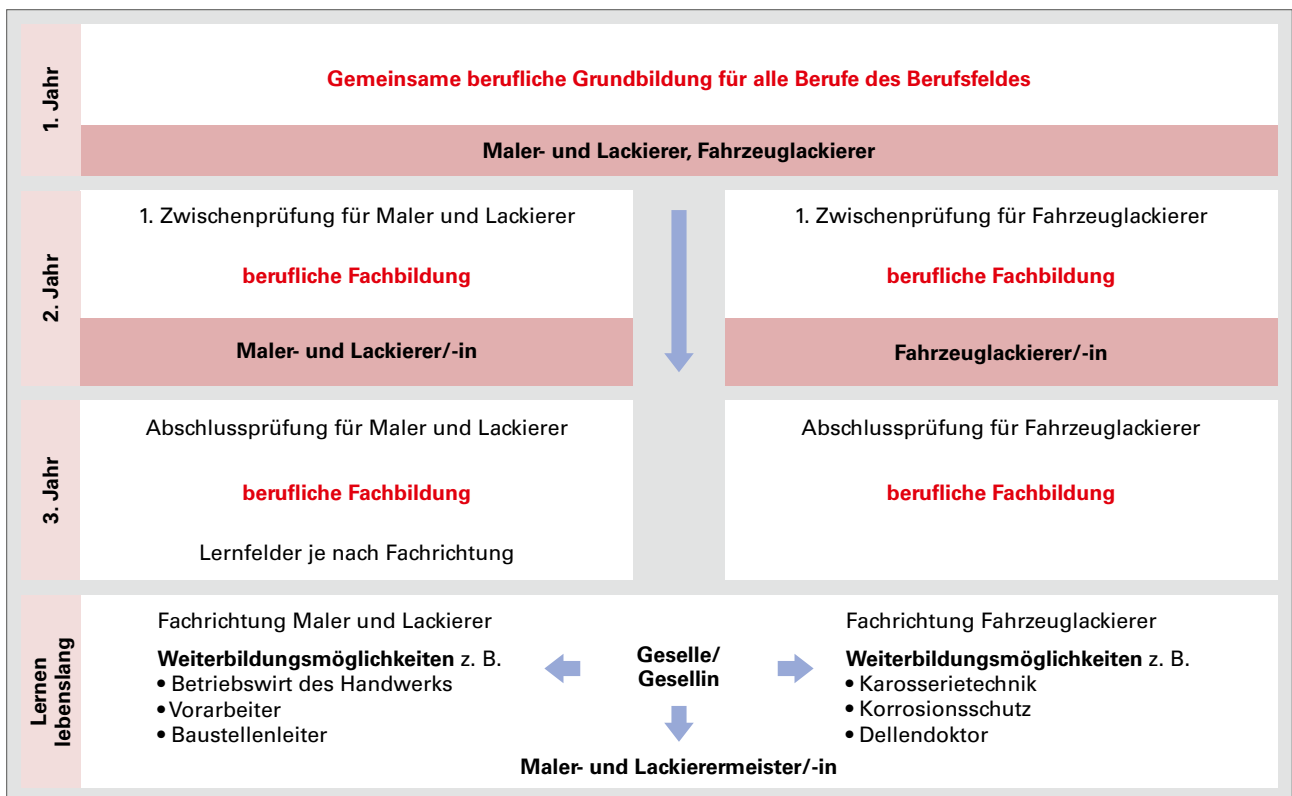 1. Jahr
Gemeinsame berufliche Grundbildung für alle Berufe des Berufsfeldes
Maler- und Lackierer, Fahrzeuglackierer
2. Jahr
1. Zwischenprüfung für Maler und Lackierer
berufliche Fachbildung
Maler- und Lackierer/-in
1. Zwischenprüfung für Fahrzeuglackierer
berufliche Fachbildung
Fahrzeuglackierer/-in
3. Jahr
Abschlussprüfung für Maler und Lackierer
berufliche Fachbildung
Lernfelder je nach Fachrichtung
Abschlussprüfung für Fahrzeuglackierer
berufliche Fachbildung
Lernen
lebenslang
Fachrichtung Maler und Lackierer
Weiterbildungsmöglichkeiten z. B.
• Betriebswirt des Handwerks
• Vorarbeiter
• Baustellenleiter
Geselle/
Gesellin
Fachrichtung Fahrzeuglackierer
Weiterbildungsmöglichkeiten z. B.
• Karosserietechnik
• Korrosionsschutz
• Dellendoktor
Maler- und Lackierermeister/-in